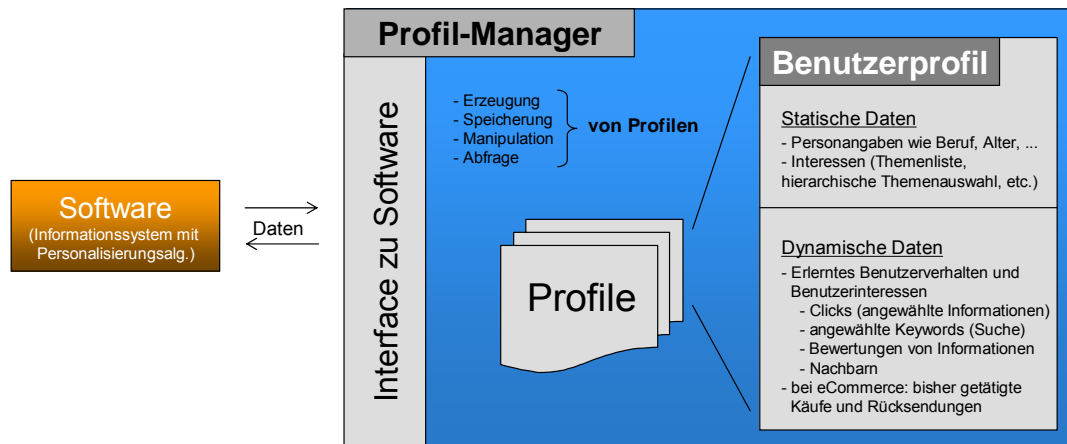 Software
(Informationssystem mit
Personalisierungsalg.)
Daten
Interface zu Software
Profil-Manager
- Erzeugung
- Speicherung
- Manipulation
- Abfrage
von Profilen
Profile
Benutzerprofil
Statische Daten
- Personangaben wie Beruf, Alter, ...
- Interessen (Themenliste,
hierarchische Themenauswahl, etc.)
Dynamische Daten
- Erlerntes Benutzerverhalten und
Benutzerinteressen
- Clicks (angewählte Informationen)
- angewählte Keywords (Suche)
- Bewertungen von Informationen
- Nachbarn
- bei eCommerce: bisher getätigte
Käufe und Rücksendungen